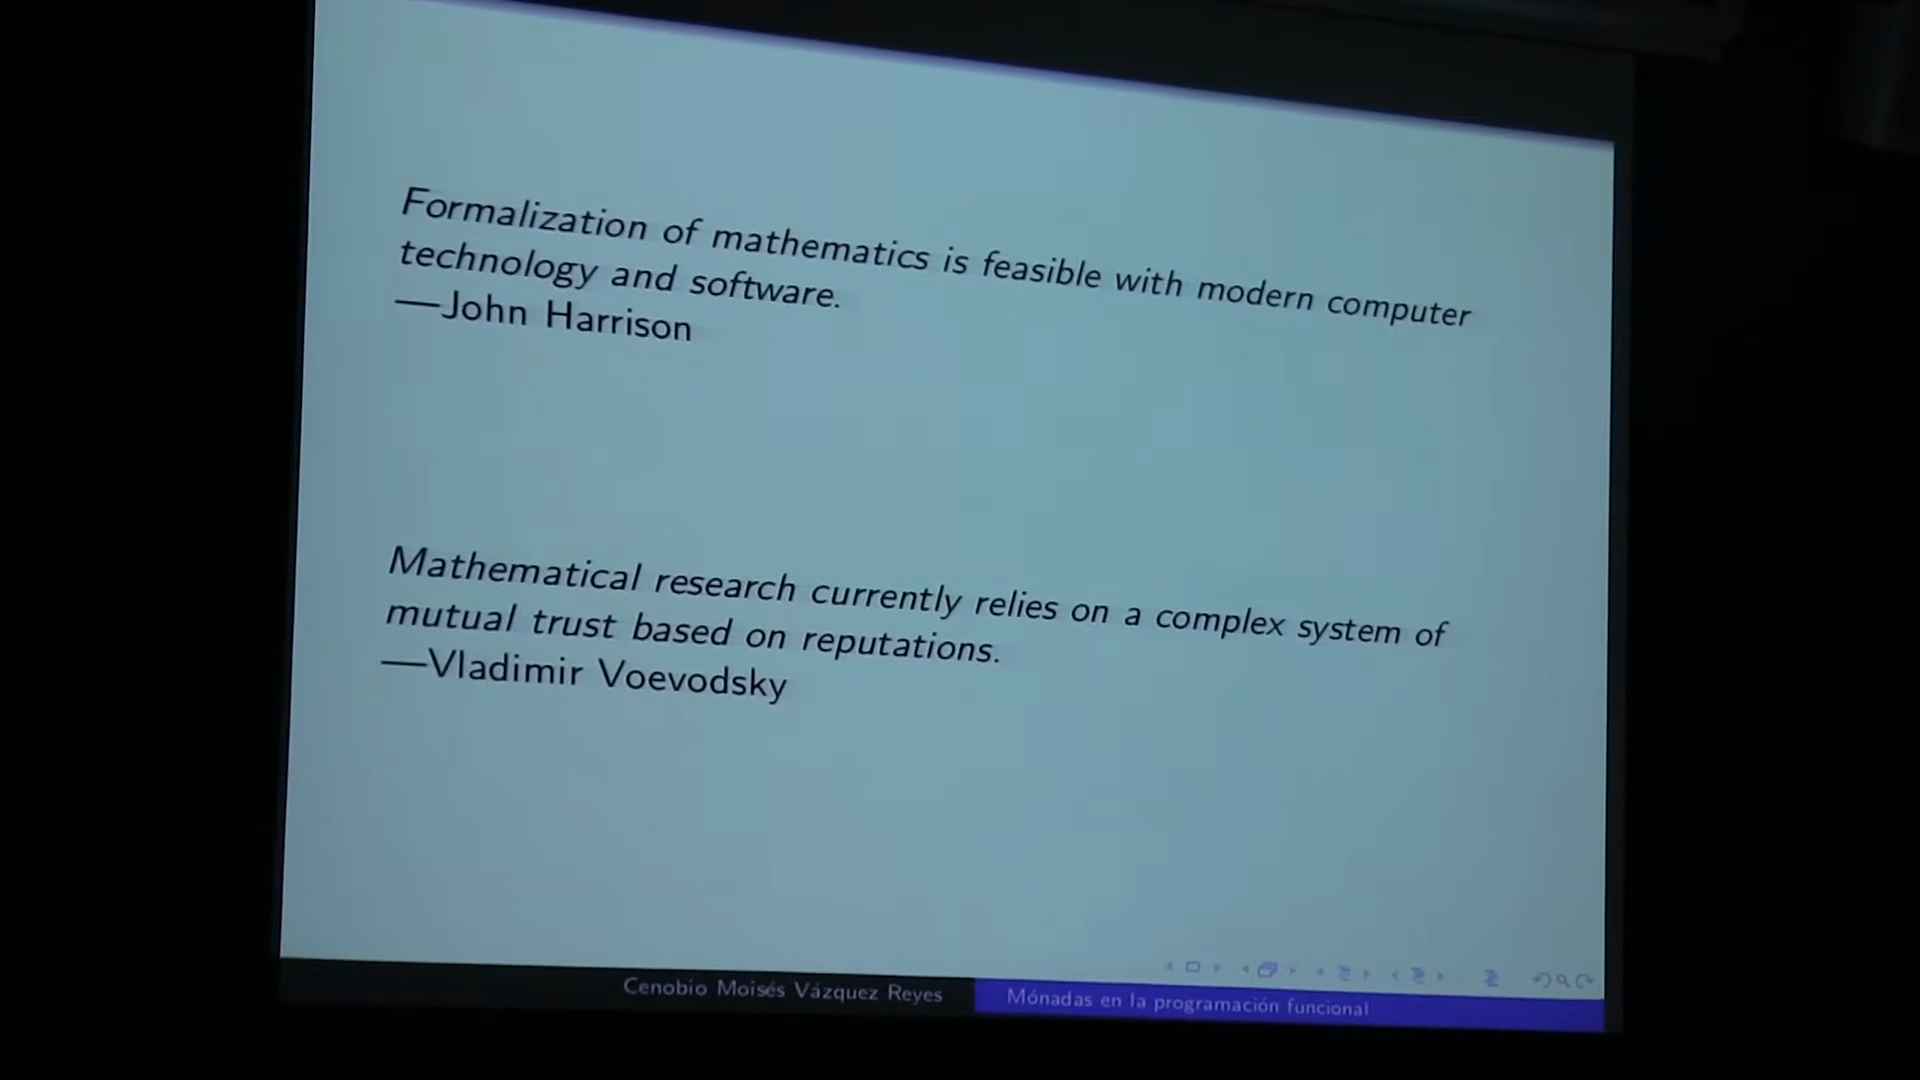 Formalization of mathematics is feasible with modern computer
technology and software.
—John Harrison
Mathematical research currently relies on a complex system of
mutual trust based on reputations.
—Vladimir Voevodsky
Cenobio Moisés Vázquez Reyes
Mónadas en la programación funcional